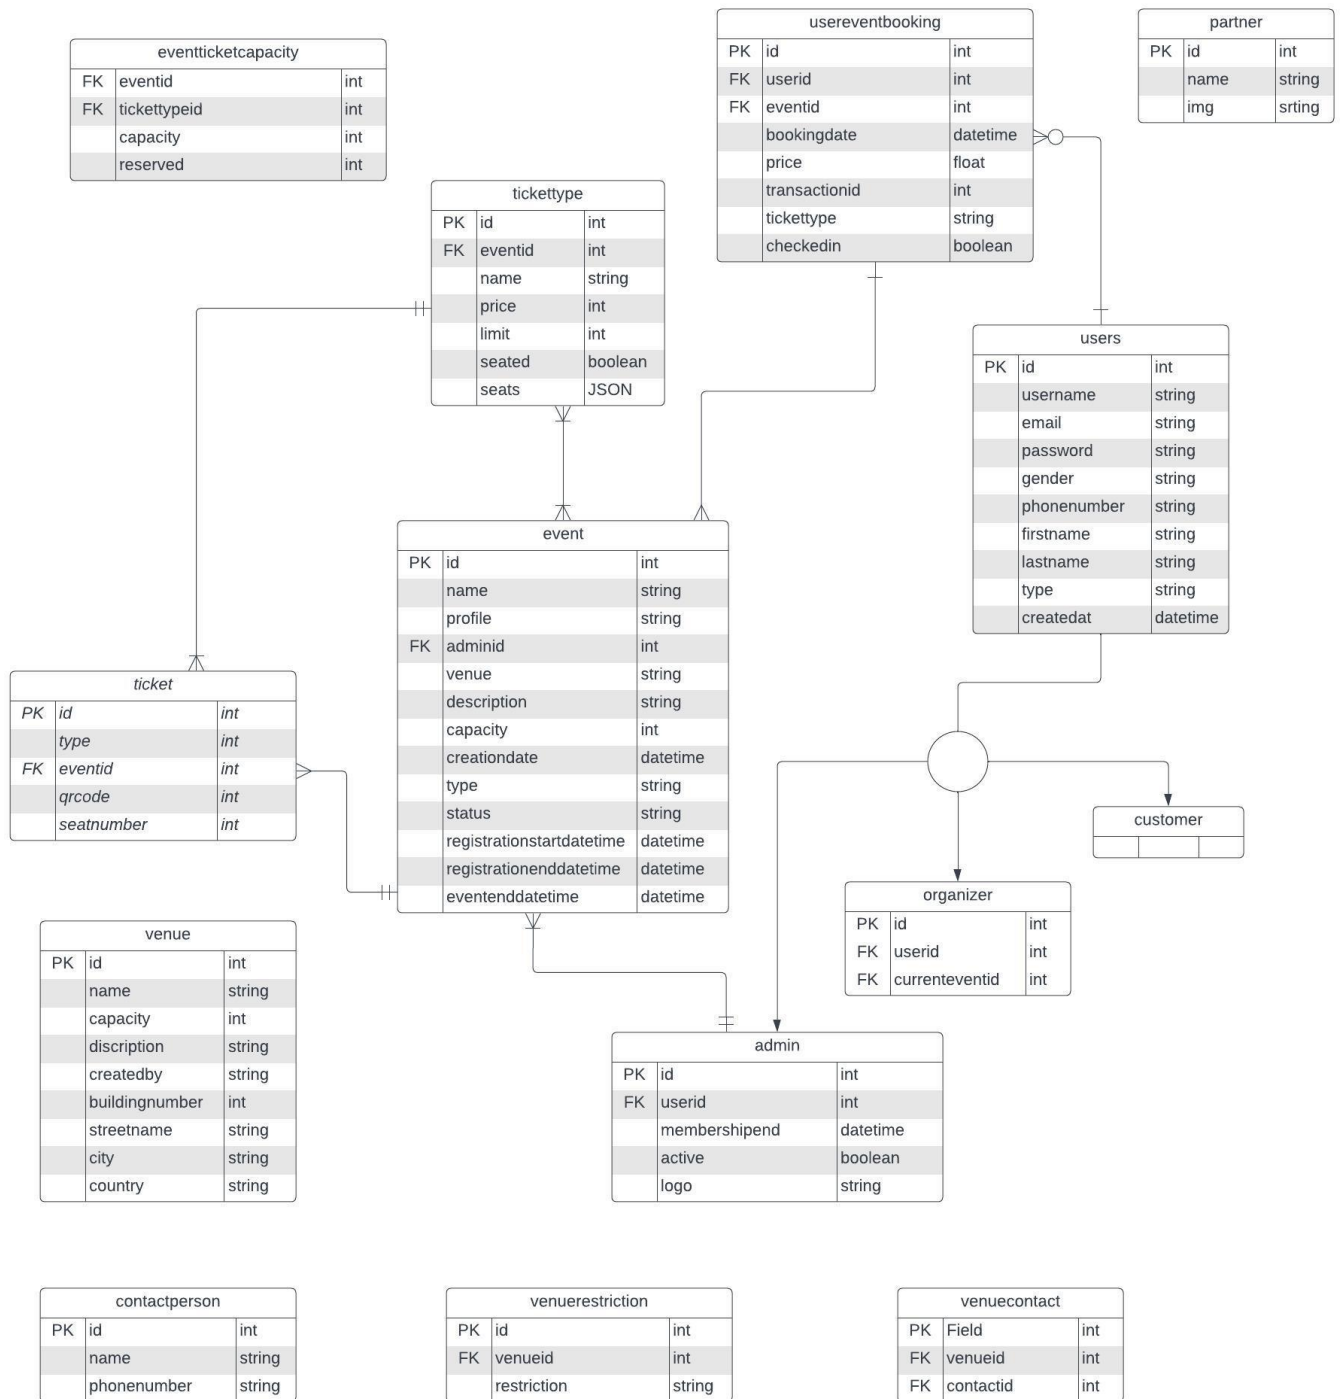 eventticketcapacity
FK eventid int
FK tickettypeid int
capacity int
reserved int
usereventbooking
PK id int
FK userid int
FK eventid int
bookingdate datetime
price float
transactionid int
tickettype string
checkedin boolean
partner
PK id int
name string
img srting
tickettype
PK id int
FK eventid int
name string
price int
limit int
seated boolean
seats JSON
users
PK id int
username string
email string
password string
gender string
phonenumber string
firstname string
lastname string
type string
createdat datetime
event
PK id int
name string
profile string
FK adminid int
venue string
description string
capacity int
creationdate datetime
type string
status string
registrationstartdatetime datetime
registrationenddatetime datetime
eventenddatetime datetime
ticket
PK id int
type int
FK eventid int
qrcode int
seatnumber int
customer
organizer
PK id int
FK userid int
FK currenteventid int
venue
PK id int
name string
capacity int
discription string
createdby string
buildingnumber int
streetname string
city string
country string
admin
PK id int
FK userid int
membershipend datetime
active boolean
logo string
contactperson
PK id int
name string
phonenumber string
venuerestriction
PK id int
FK venueid int
restriction string
venuecontact
PK Field int
FK venueid int
FK contactid int